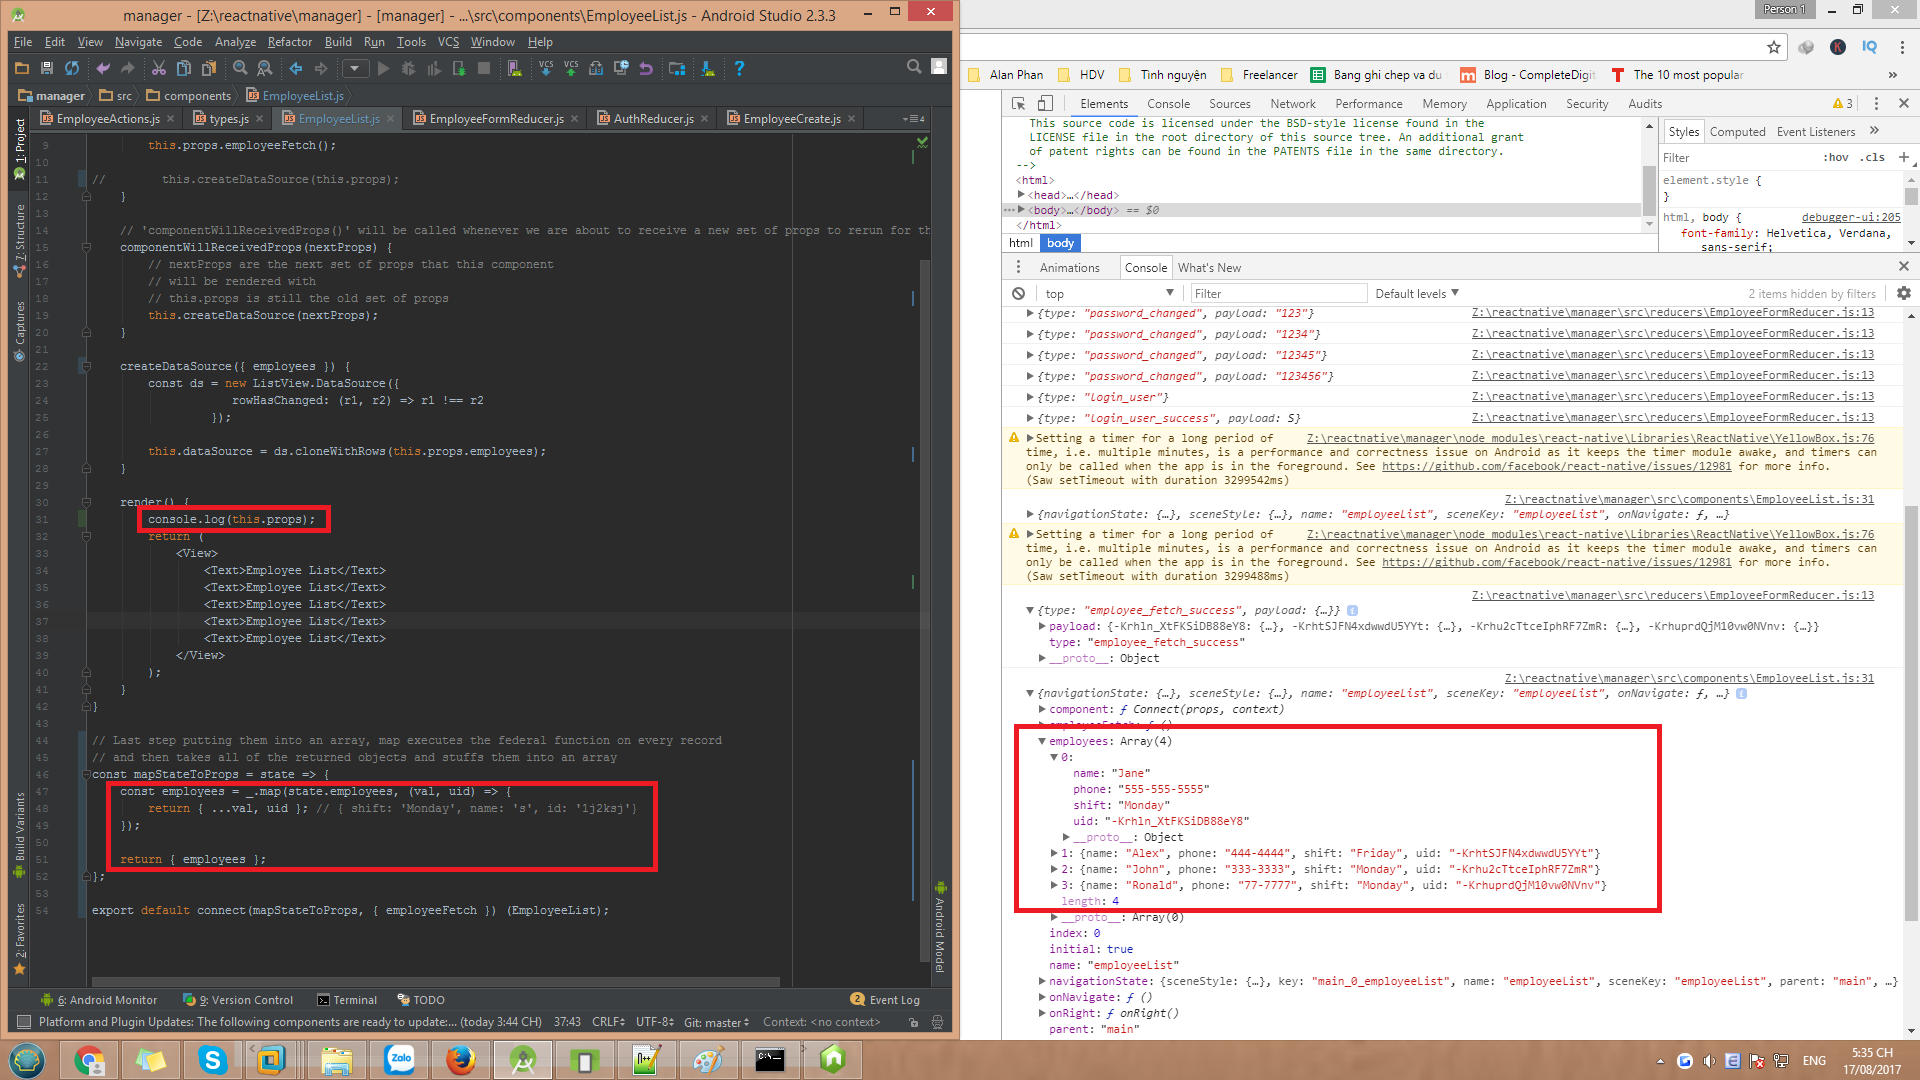 manager - [Z:\reactnative\manager] - [manager] - ...\src\components\EmployeeList.js - Android Studio 2.3.3
File Edit View Navigate Code Analyze Refactor Build Run Tools VCS Window Help
manager src components EmployeeList.js
EmployeeActions.js types.js EmployeeList.js EmployeeFormReducer.js AuthReducer.js EmployeeCreate.js
1: Project
7: Structure
Captures
Build Variants
2: Favorites
9 this.props.employeeFetch();
10
11 // this.createDataSource(this.props);
12 }
13
14 // 'componentWillReceivedProps()' will be called whenever we are about to receive a new set of props to rerun for th
15 componentWillReceivedProps(nextProps) {
16 // nextProps are the next set of props that this component
17 // will be rendered with
18 // this.props is still the old set of props
19 this.createDataSource(nextProps);
20 }
21
22 createDataSource({ employees }) {
23 const ds = new ListView.DataSource({
24 rowHasChanged: (r1, r2) => r1 !== r2
25 });
26
27 this.dataSource = ds.cloneWithRows(this.props.employees);
28 }
29
30 render() {
31 console.log(this.props);
32 return (
33 <View>
34 <Text>Employee List</Text>
35 <Text>Employee List</Text>
36 <Text>Employee List</Text>
37 <Text>Employee List</Text>
38 <Text>Employee List</Text>
39 </View>
40 );
41 }
42 }
43
44 // Last step putting them into an array, map executes the federal function on every record
45 // and then takes all of the returned objects and stuffs them into an array
46 const mapStateToProps = state => {
47 const employees = _.map(state.employees, (val, uid) => {
48 return { ...val, uid }; // { shift: 'Monday', name: 's', id: '1j2ksj'}
49 });
50
51 return { employees };
52 };
53
54 export default connect(mapStateToProps, { employeeFetch }) (EmployeeList);
Android Model
6: Android Monitor 9: Version Control Terminal TODO 2 Event Log
Platform and Plugin Updates: The following components are ready to update:... (today 3:44 CH) 37:43 CRLF UTF-8 Git: master Context: <no context>
Person 1
K IQ
Alan Phan HDV Tình nguyện Freelancer Bang ghi chep va du Blog - CompleteDigit The 10 most popular »
Elements Console Sources Network Performance Memory Application Security Audits 3
This source code is licensed under the BSD-style license found in the
LICENSE file in the root directory of this source tree. An additional grant
of patent rights can be found in the PATENTS file in the same directory.
-->
<html>
<head>…</head>
<body>…</body> == $0
</html>
html body
Styles Computed Event Listeners »
Filter :hov .cls +
element.style {
}
html, body { debugger-ui:205
font-family: Helvetica, Verdana,
sans-serif;
Animations Console What's New
top Filter Default levels 2 items hidden by filters
{type: "password_changed", payload: "123"} Z:\reactnative\manager\src\reducers\EmployeeFormReducer.js:13
{type: "password_changed", payload: "1234"} Z:\reactnative\manager\src\reducers\EmployeeFormReducer.js:13
{type: "password_changed", payload: "12345"} Z:\reactnative\manager\src\reducers\EmployeeFormReducer.js:13
{type: "password_changed", payload: "123456"} Z:\reactnative\manager\src\reducers\EmployeeFormReducer.js:13
{type: "login_user"} Z:\reactnative\manager\src\reducers\EmployeeFormReducer.js:13
{type: "login_user_success", payload: S} Z:\reactnative\manager\src\reducers\EmployeeFormReducer.js:13
Setting a timer for a long period of Z:\reactnative\manager\node_modules\react-native\Libraries\ReactNative\YellowBox.js:76
time, i.e. multiple minutes, is a performance and correctness issue on Android as it keeps the timer module awake, and timers can
only be called when the app is in the foreground. See https://github.com/facebook/react-native/issues/12981 for more info.
(Saw setTimeout with duration 3299542ms)
Z:\reactnative\manager\src\components\EmployeeList.js:31
{navigationState: {…}, sceneStyle: {…}, name: "employeeList", sceneKey: "employeeList", onNavigate: ƒ, …}
Setting a timer for a long period of Z:\reactnative\manager\node_modules\react-native\Libraries\ReactNative\YellowBox.js:76
time, i.e. multiple minutes, is a performance and correctness issue on Android as it keeps the timer module awake, and timers can
only be called when the app is in the foreground. See https://github.com/facebook/react-native/issues/12981 for more info.
(Saw setTimeout with duration 3299488ms)
Z:\reactnative\manager\src\reducers\EmployeeFormReducer.js:13
{type: "employee_fetch_success", payload: {…}}
payload: {-Krhln_XtFKSiDB88eY8: {…}, -KrhtSJFN4xdwwdU5YYt: {…}, -Krhu2cTtceIphRF7ZmR: {…}, -KrhuprdQjM10vw0NVnv: {…}}
type: "employee_fetch_success"
__proto__: Object
Z:\reactnative\manager\src\components\EmployeeList.js:31
{navigationState: {…}, sceneStyle: {…}, name: "employeeList", sceneKey: "employeeList", onNavigate: ƒ, …}
component: ƒ Connect(props, context)
employeeFetch: ƒ ()
employees: Array(4)
0:
name: "Jane"
phone: "555-555-5555"
shift: "Monday"
uid: "-Krhln_XtFKSiDB88eY8"
__proto__: Object
1: {name: "Alex", phone: "444-4444", shift: "Friday", uid: "-KrhtSJFN4xdwwdU5YYt"}
2: {name: "John", phone: "333-3333", shift: "Monday", uid: "-Krhu2cTtceIphRF7ZmR"}
3: {name: "Ronald", phone: "77-7777", shift: "Monday", uid: "-KrhuprdQjM10vw0NVnv"}
length: 4
__proto__: Array(0)
index: 0
initial: true
name: "employeeList"
navigationState: {sceneStyle: {…}, key: "main_0_employeeList", name: "employeeList", sceneKey: "employeeList", parent: "main", …}
onNavigate: ƒ ()
onRight: ƒ onRight()
parent: "main"
Zalo
ENG
5:35 CH
17/08/2017